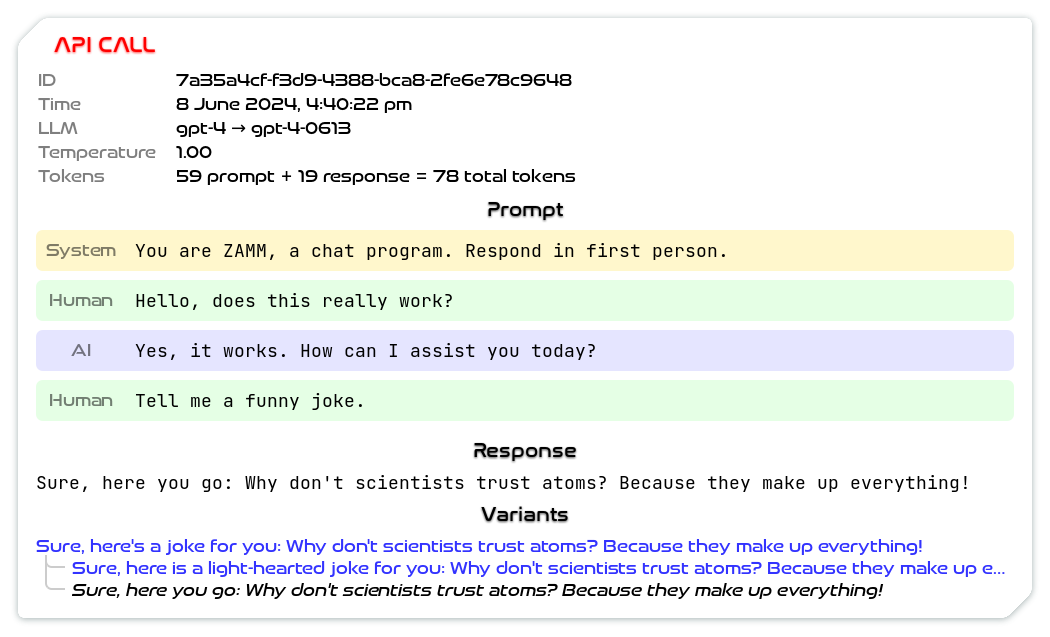 API CALL
ID 7a35a4cf-f3d9-4388-bca8-2fe6e78c9648
Time 8 June 2024, 4:40:22 pm
LLM gpt-4 → gpt-4-0613
Temperature 1.00
Tokens 59 prompt + 19 response = 78 total tokens
Prompt
System You are ZAMM, a chat program. Respond in first person.
Human Hello, does this really work?
AI Yes, it works. How can I assist you today?
Human Tell me a funny joke.
Response
Sure, here you go: Why don't scientists trust atoms? Because they make up everything!
Variants
Sure, here's a joke for you: Why don't scientists trust atoms? Because they make up everything!
Sure, here is a light-hearted joke for you: Why don't scientists trust atoms? Because they make up e...
Sure, here you go: Why don't scientists trust atoms? Because they make up everything!